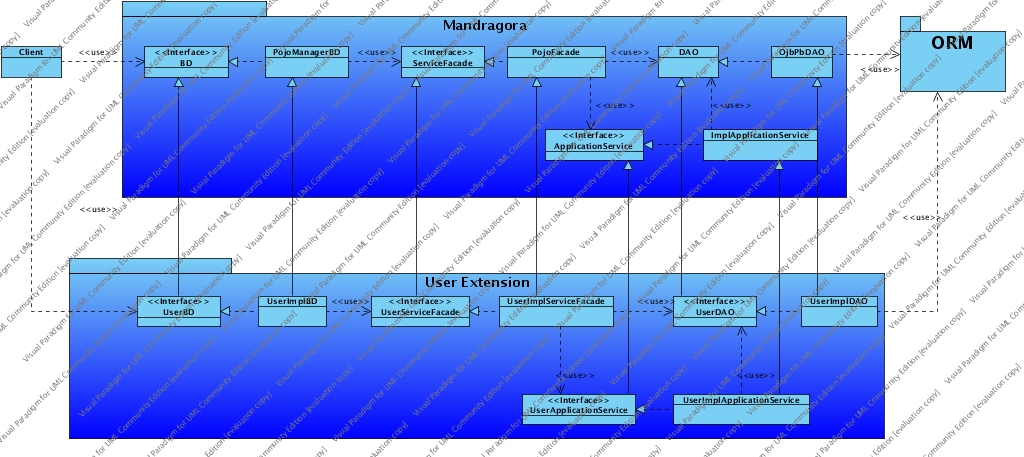 Mandragora
ORM
Client
<<use>>
<<Interface>>
BD
PojoManagerBD
<<use>>
<<Interface>>
ServiceFacade
PojoFacade
<<use>>
DAO
OjbPbDAO
<<use>>
<<use>>
<<use>>
<<Interface>>
ApplicationService
ImplApplicationService
<<use>>
<<use>>
User Extension
<<Interface>>
UserBD
UserImplBD
<<use>>
<<Interface>>
UserServiceFacade
UserImplServiceFacade
<<use>>
<<Interface>>
UserDAO
UserImplDAO
<<use>>
<<use>>
<<Interface>>
UserApplicationService
UserImplApplicationService
Visual Paradigm for UML Community Edition [evaluation copy]